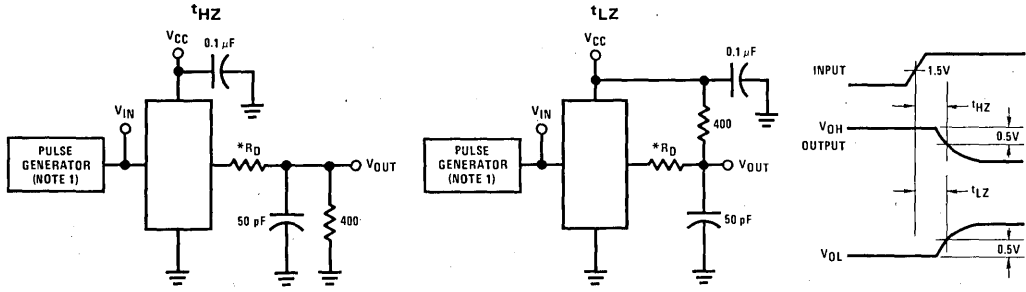 tHZ
VCC
0.1 μF
VIN
PULSE
GENERATOR
(NOTE 1)
*RD
VOUT
50 pF
400
tLZ
VCC
0.1 μF
400
VIN
PULSE
GENERATOR
(NOTE 1)
*RD
VOUT
50 pF
INPUT
1.5V
tHZ
VOH
OUTPUT
0.5V
tLZ
VOL
0.5V